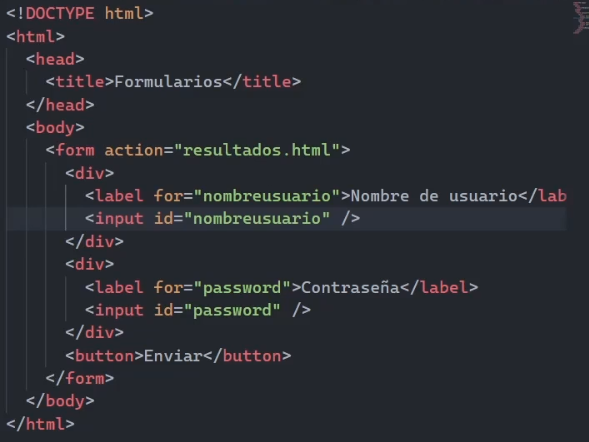 <!DOCTYPE html>
<html>
<head>
<title>Formularios</title>
</head>
<body>
<form action="resultados.html">
<div>
<label for="nombreusuario">Nombre de usuario</lab
<input id="nombreusuario" />
</div>
<div>
<label for="password">Contraseña</label>
<input id="password" />
</div>
<button>Enviar</button>
</form>
</body>
</html>